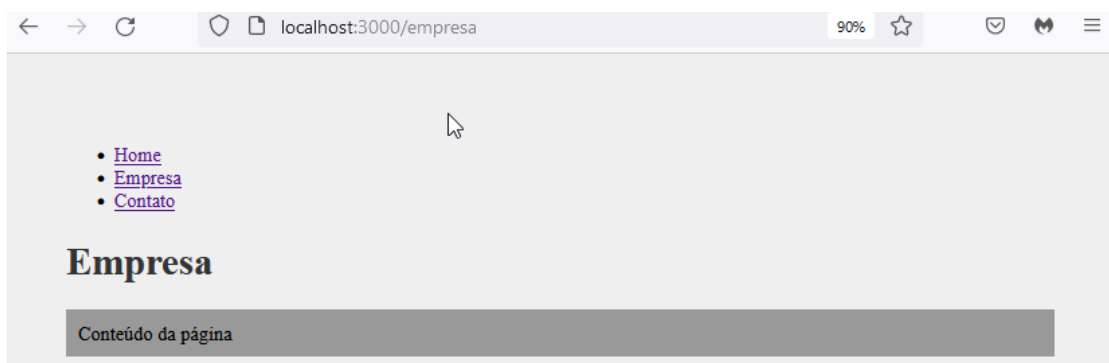 localhost:3000/empresa 90%
Home
Empresa
Contato
Empresa
Conteúdo da página